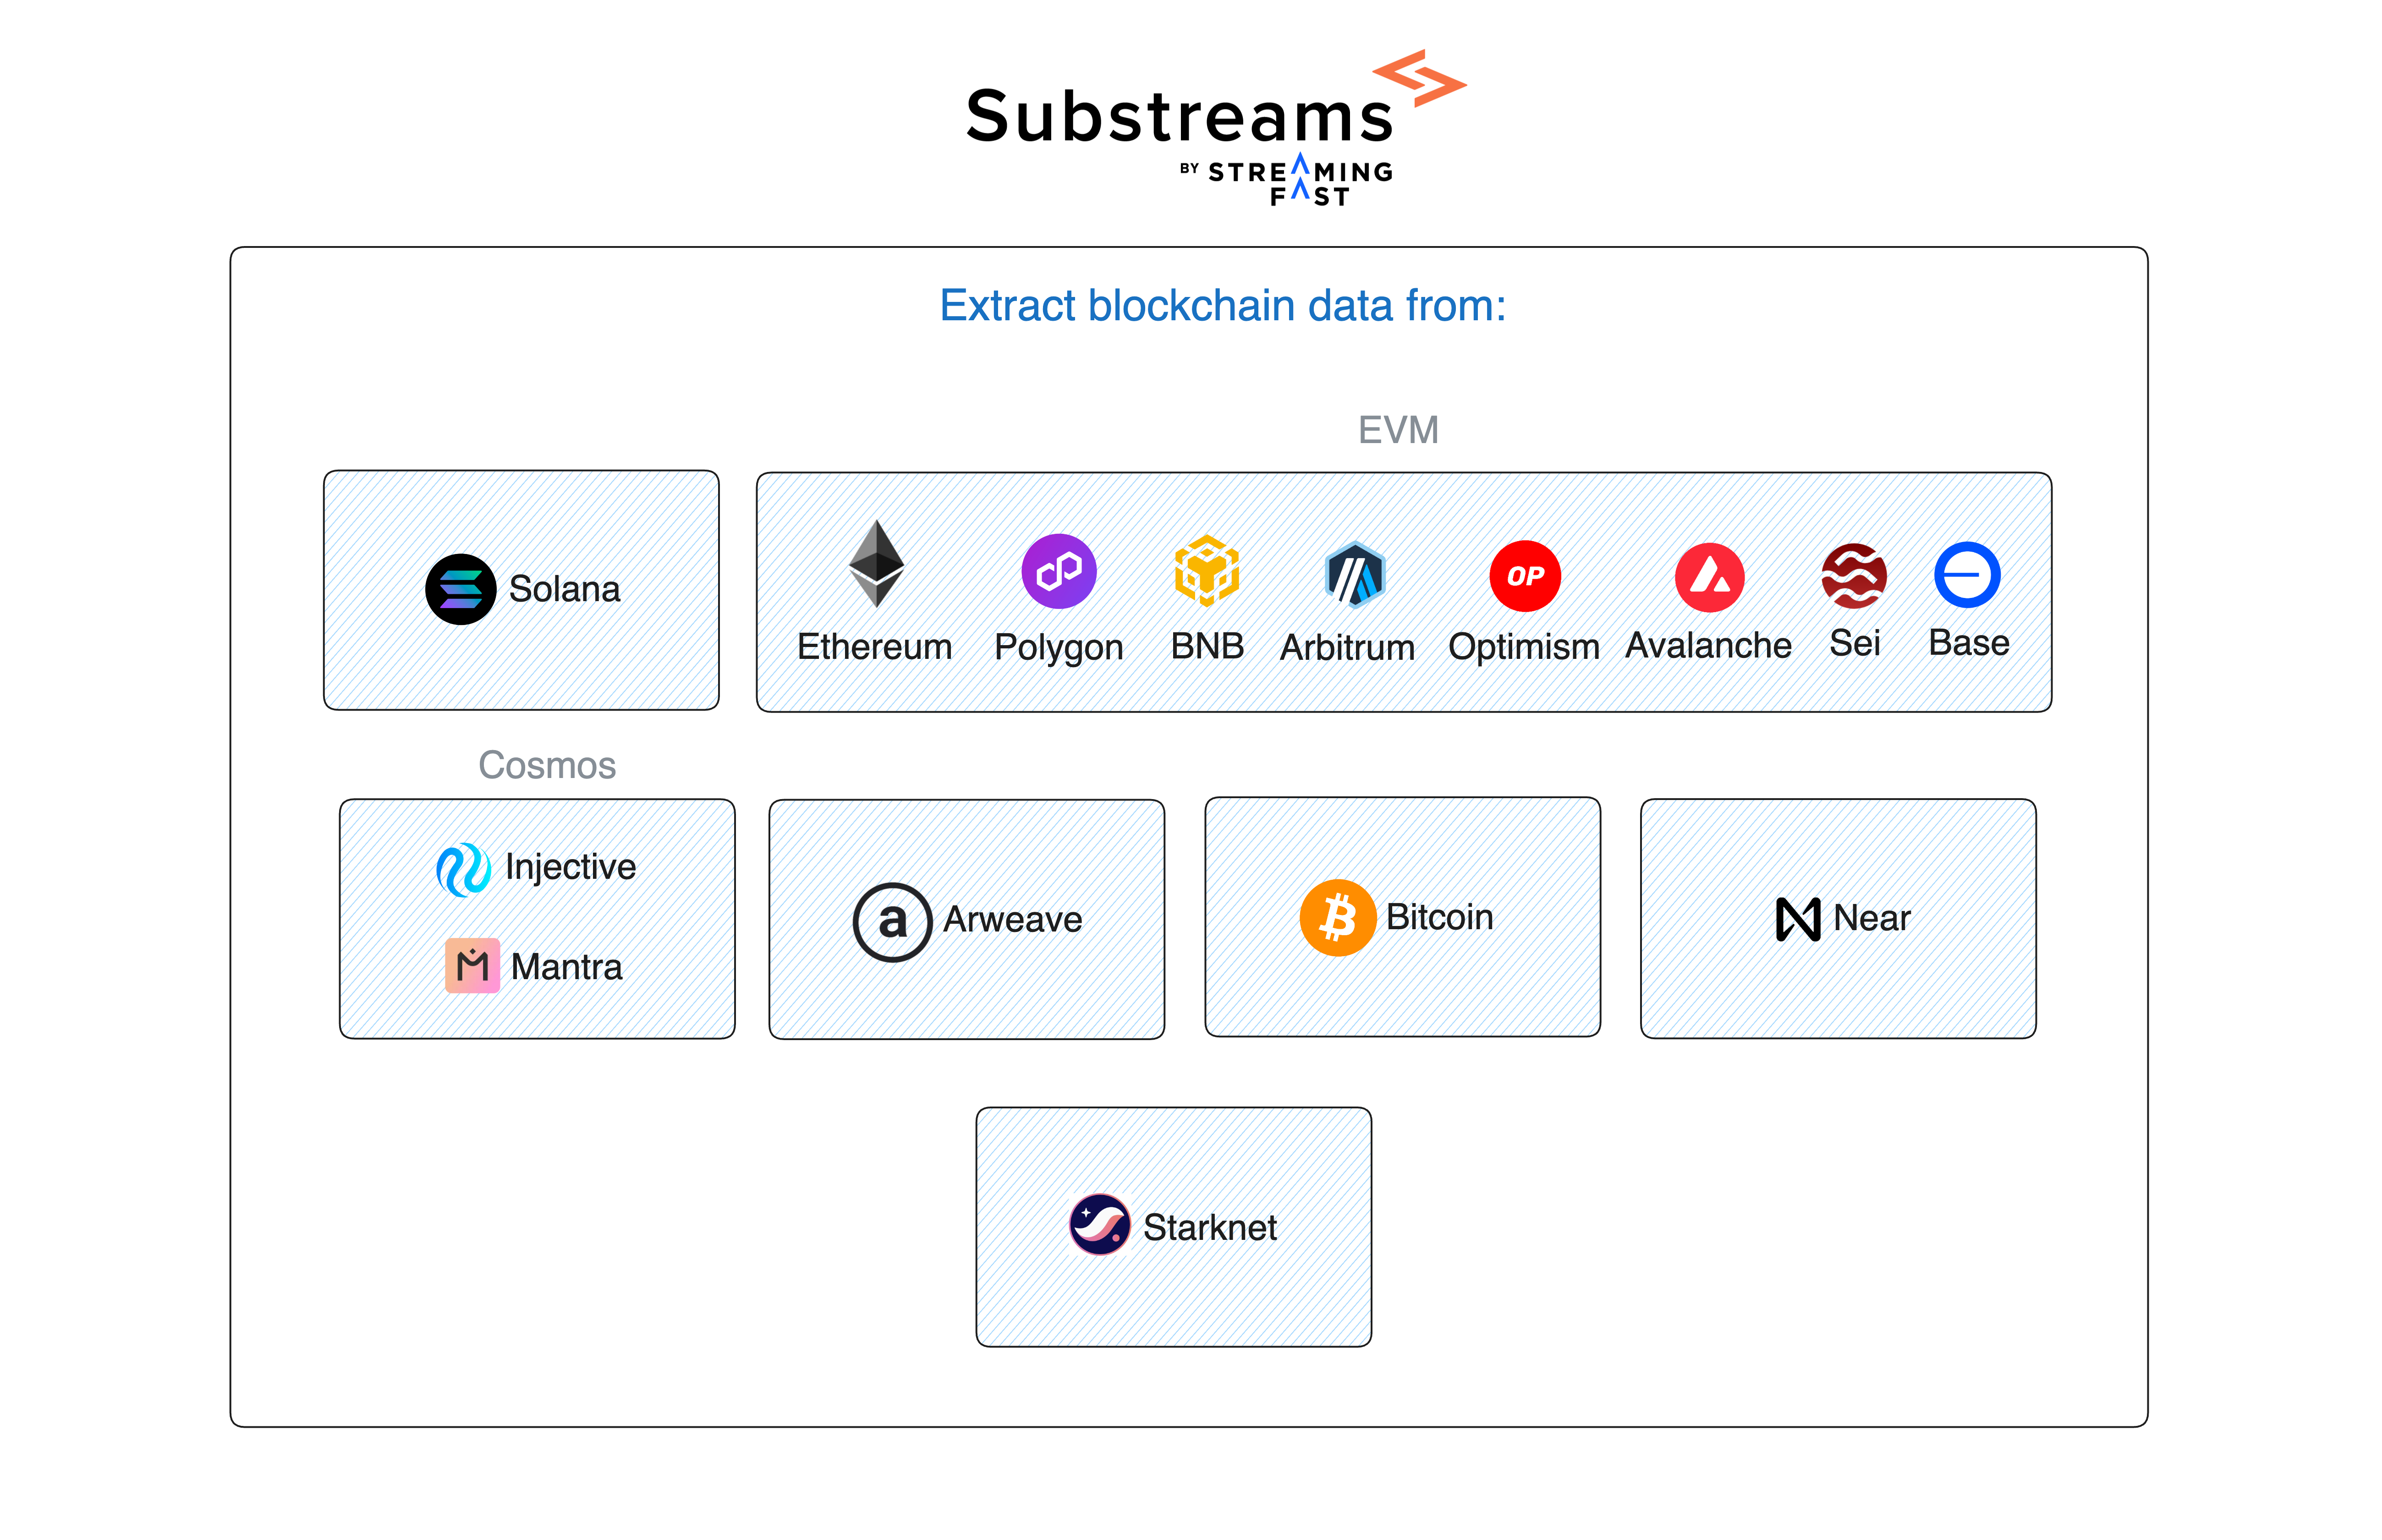 Substreams
BY STREAMING
FAST
Extract blockchain data from:
EVM
Solana
Ethereum Polygon BNB Arbitrum OP Optimism Avalanche Sei Base
Cosmos
Injective
Mantra
a Arweave
Bitcoin
Near
Starknet